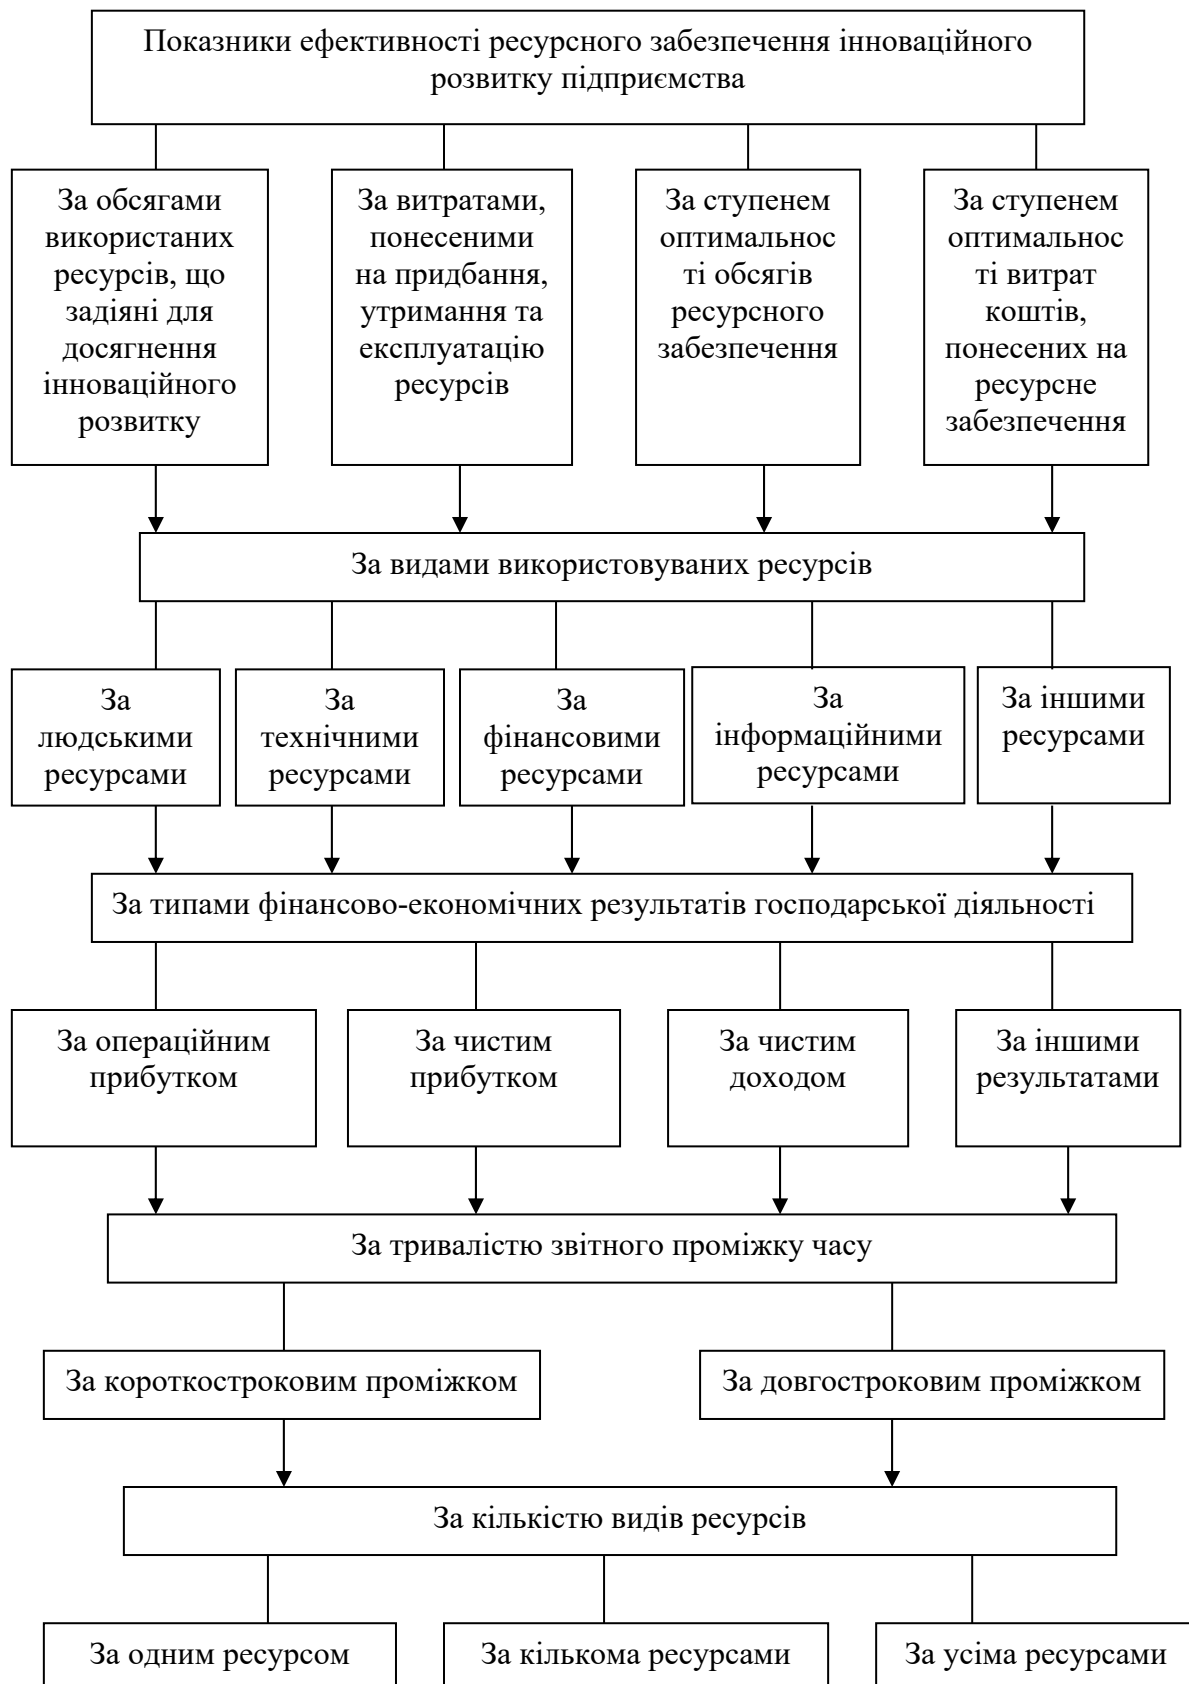 Показники ефективності ресурсного забезпечення інноваційного
розвитку підприємства
За обсягами
використаних
ресурсів, що
задіяні для
досягнення
інноваційного
розвитку
За витратами,
понесеними
на придбання,
утримання та
експлуатацію
ресурсів
За ступенем
оптимальнос
ті обсягів
ресурсного
забезпечення
За ступенем
оптимальнос
ті витрат
коштів,
понесених на
ресурсне
забезпечення
За видами використовуваних ресурсів
За
людськими
ресурсами
За
технічними
ресурсами
За
фінансовими
ресурсами
За
інформаційними
ресурсами
За іншими
ресурсами
За типами фінансово-економічних результатів господарської діяльності
За операційним
прибутком
За чистим
прибутком
За чистим
доходом
За іншими
результатами
За тривалістю звітного проміжку часу
За короткостроковим проміжком
За довгостроковим проміжком
За кількістю видів ресурсів
За одним ресурсом
За кількома ресурсами
За усіма ресурсами